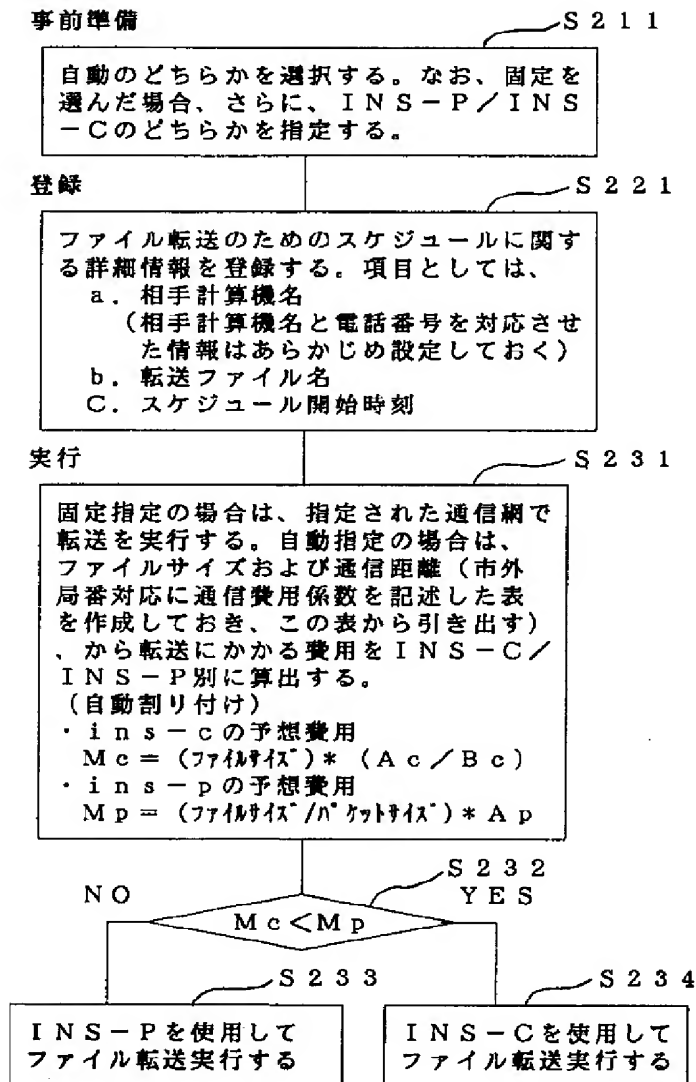 事前準備
S211
自動のどちらかを選択する。なお、固定を
選んだ場合、さらに、INS-P/INS
-Cのどちらかを指定する。
登録
S221
ファイル転送のためのスケジュールに関す
る詳細情報を登録する。項目としては、
a.相手計算機名
(相手計算機名と電話番号を対応させ
た情報はあらかじめ設定しておく)
b.転送ファイル名
C.スケジュール開始時刻
実行
S231
固定指定の場合は、指定された通信網で
転送を実行する。自動指定の場合は、
ファイルサイズおよび通信距離(市外
局番対応に通信費用係数を記述した表
を作成しておき、この表から引き出す)
、から転送にかかる費用をINS-C/
INS-P別に算出する。
(自動割り付け)
・ins-cの予想費用
Mc=(ファイルサイズ)*(Ac/Bc)
・ins-pの予想費用
Mp=(ファイルサイズ/パケットサイズ)*Ap
S232
NO
YES
Mc<Mp
S233
S234
INS-Pを使用して
ファイル転送実行する
INS-Cを使用して
ファイル転送実行する